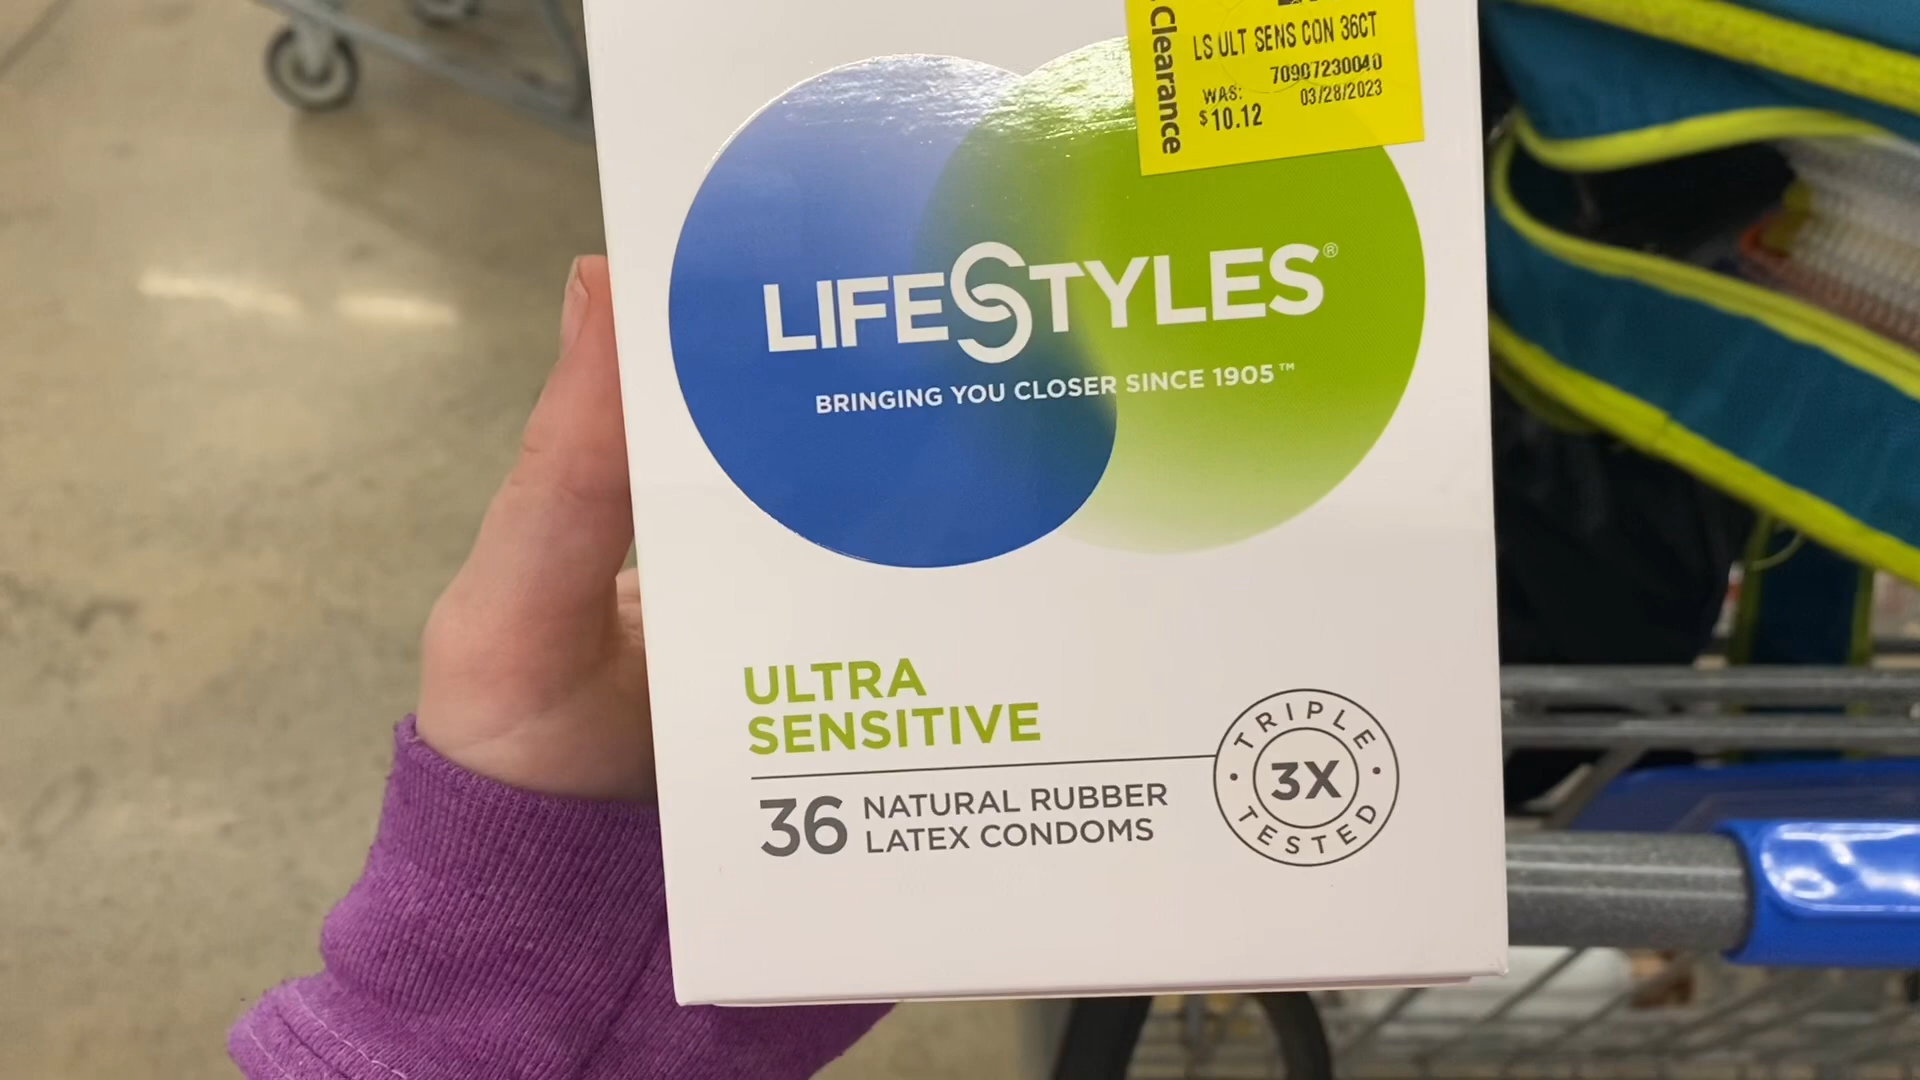 Clearance
LS ULT SENS CON 36CT
70907230040
WAS: 03/28/2023
$10.12
LIFESTYLES®
BRINGING YOU CLOSER SINCE 1905™
ULTRA
SENSITIVE
36 NATURAL RUBBER
LATEX CONDOMS
TRIPLE
3X
TESTED